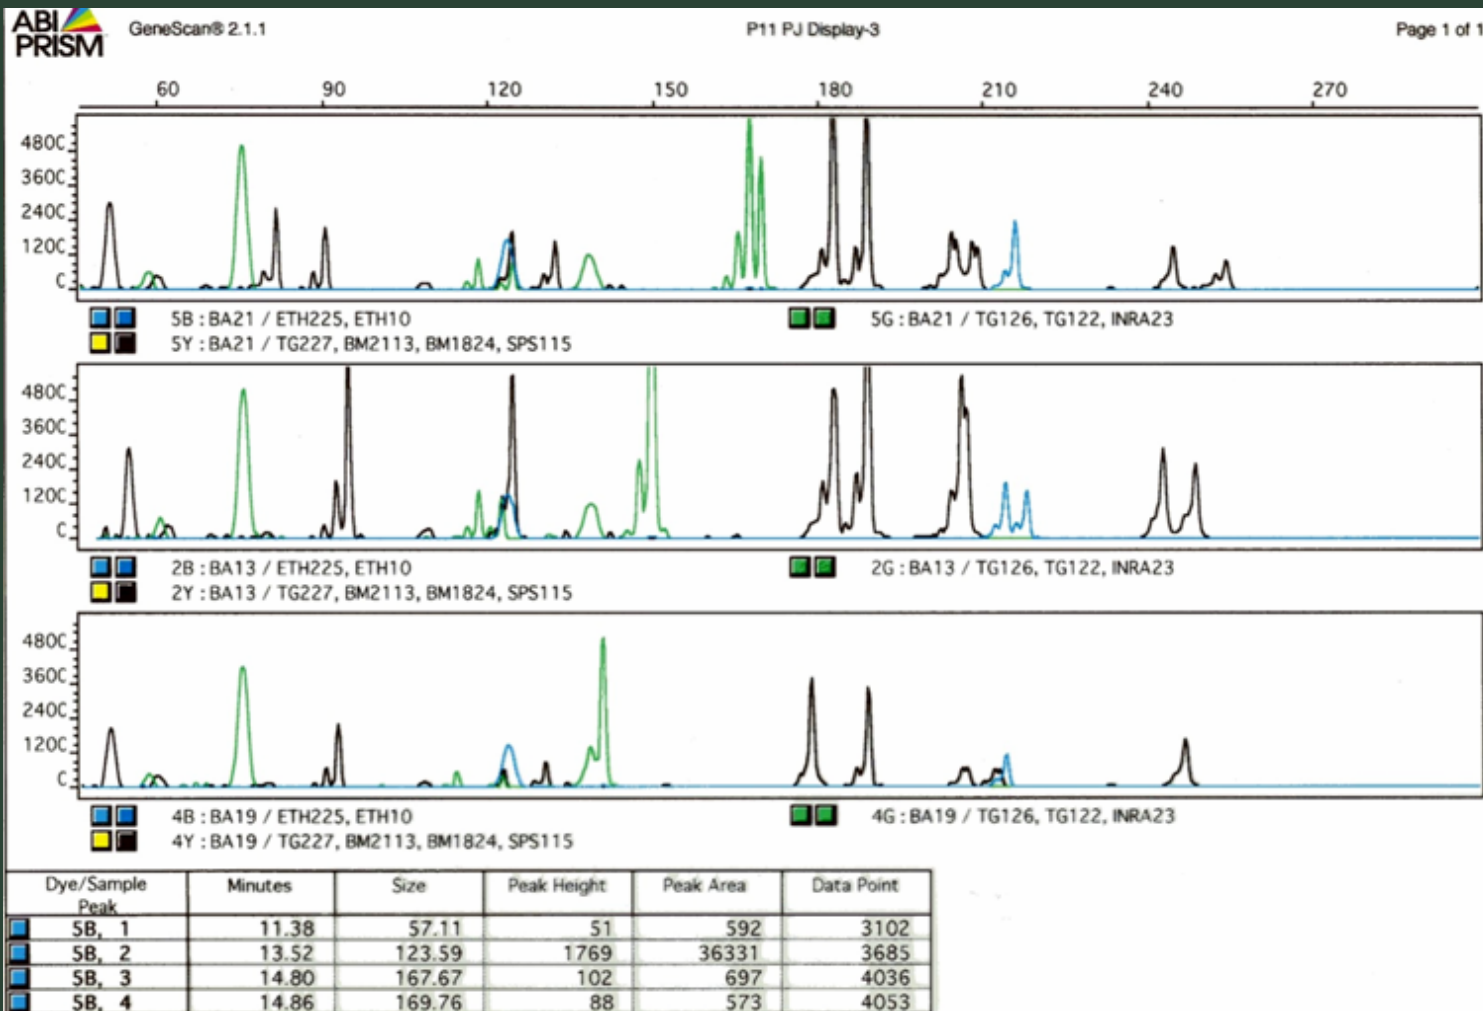 ABI PRISM GeneScan® 2.1.1 P11 PJ Display-3 Page 1 of 1
60 90 120 150 180 210 240 270
480C
360C
240C
120C
C
5B : BA21 / ETH225, ETH10 5G : BA21 / TG126, TG122, INRA23
5Y : BA21 / TG227, BM2113, BM1824, SPS115
480C
360C
240C
120C
C
2B : BA13 / ETH225, ETH10 2G : BA13 / TG126, TG122, INRA23
2Y : BA13 / TG227, BM2113, BM1824, SPS115
480C
360C
240C
120C
C
4B : BA19 / ETH225, ETH10 4G : BA19 / TG126, TG122, INRA23
4Y : BA19 / TG227, BM2113, BM1824, SPS115
Dye/Sample Peak Minutes Size Peak Height Peak Area Data Point
5B, 1 11.38 57.11 51 592 3102
5B, 2 13.52 123.59 1769 36331 3685
5B, 3 14.80 167.67 102 697 4036
5B, 4 14.86 169.76 88 573 4053